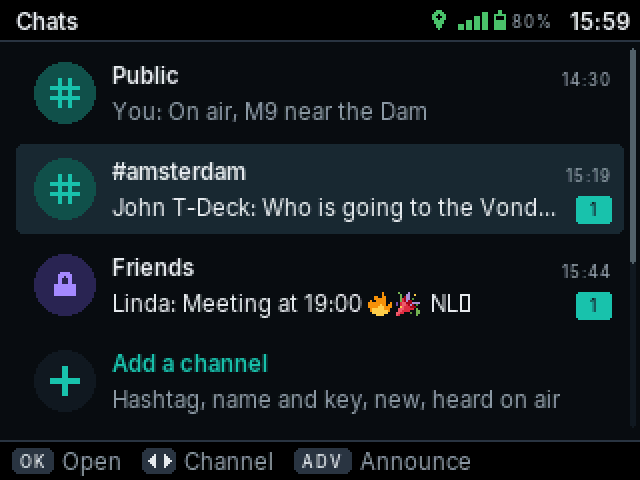 Chats 80% 15:59
Public 14:30
You: On air, M9 near the Dam
#amsterdam 15:19
John T-Deck: Who is going to the Vond... 1
Friends 15:44
Linda: Meeting at 19:00 🔥🎉 NL▯ 1
Add a channel
Hashtag, name and key, new, heard on air
OK Open ◀▶ Channel ADV Announce